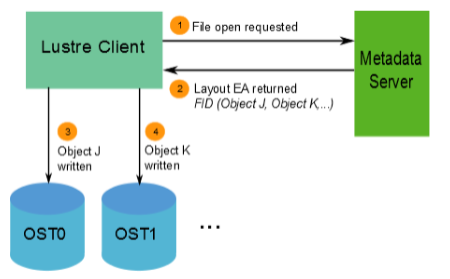 Lustre Client
1 File open requested
Metadata
Server
2 Layout EA returned
FID (Object J, Object K,...)
3
Object J
written
4
Object K
written
OST0
OST1
...